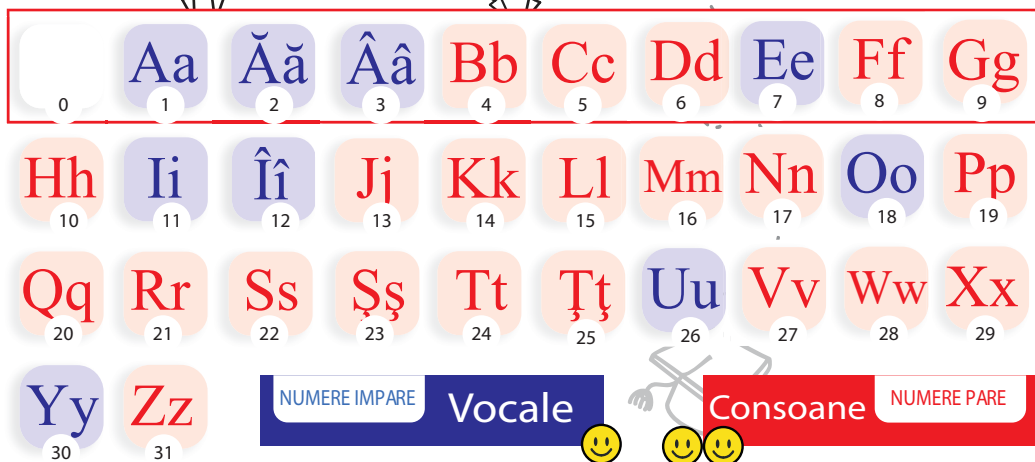 Aa Ăă Ââ Bb Cc Dd Ee Ff Gg
0 1 2 3 4 5 6 7 8 9
Hh Ii Îî Jj Kk Ll Mm Nn Oo Pp
10 11 12 13 14 15 16 17 18 19
Qq Rr Ss Șş Tt Țţ Uu Vv Ww Xx
20 21 22 23 24 25 26 27 28 29
Yy Zz
30 31
NUMERE IMPARE Vocale Consoane NUMERE PARE